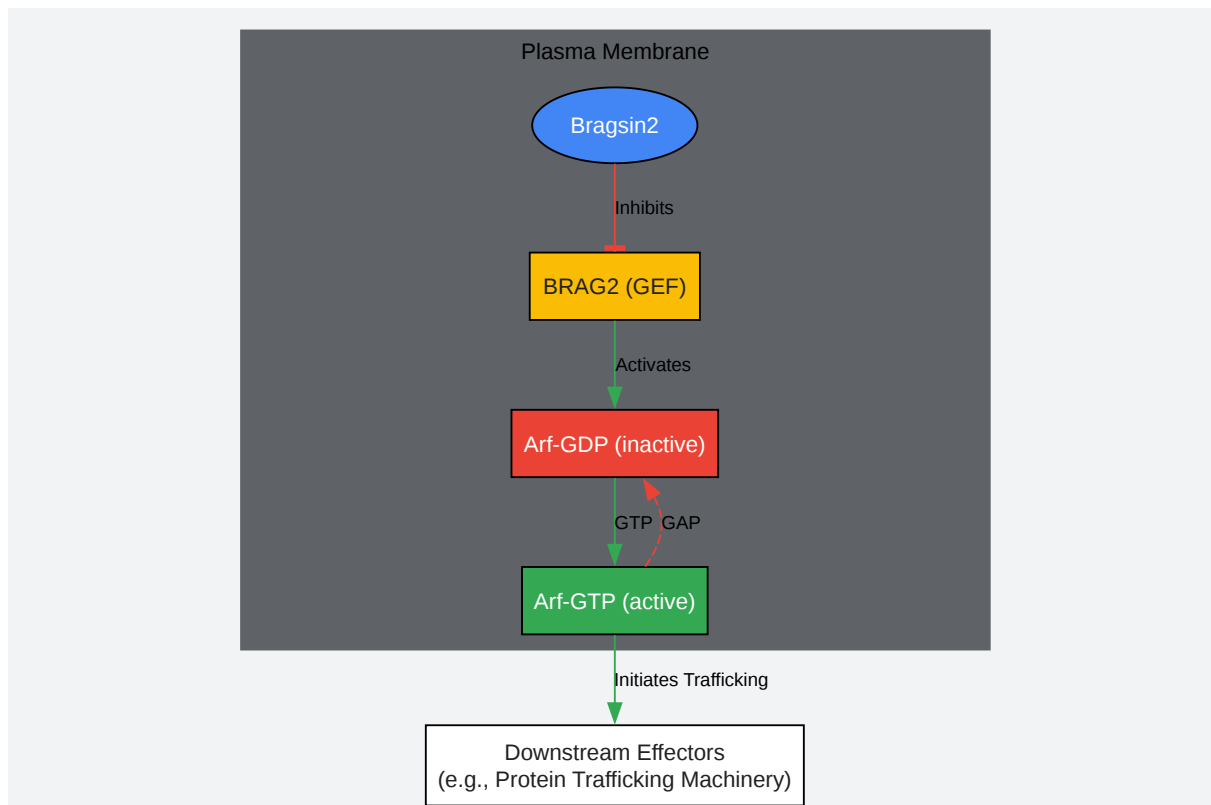 Plasma Membrane
Bragsin2
Inhibits
BRAG2 (GEF)
Activates
Arf-GDP (inactive)
GTP GAP
Arf-GTP (active)
Initiates Trafficking
Downstream Effectors
(e.g., Protein Trafficking Machinery)